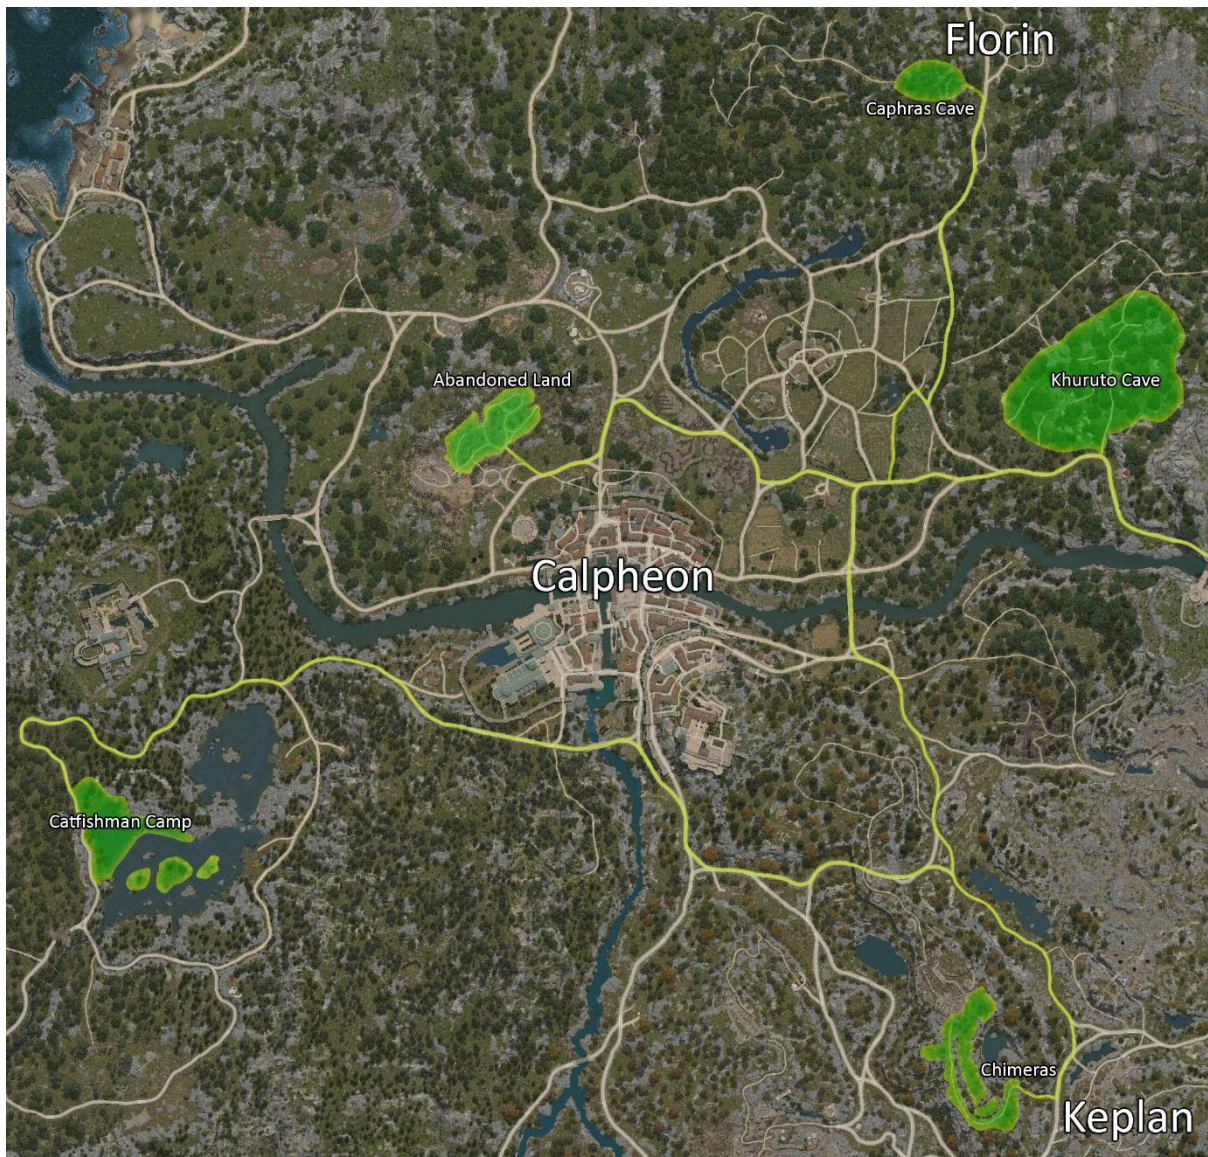 Florin
Caphras Cave
Abandoned Land
Khuruto Cave
Calpheon
Catfishman Camp
Chimeras
Keplan